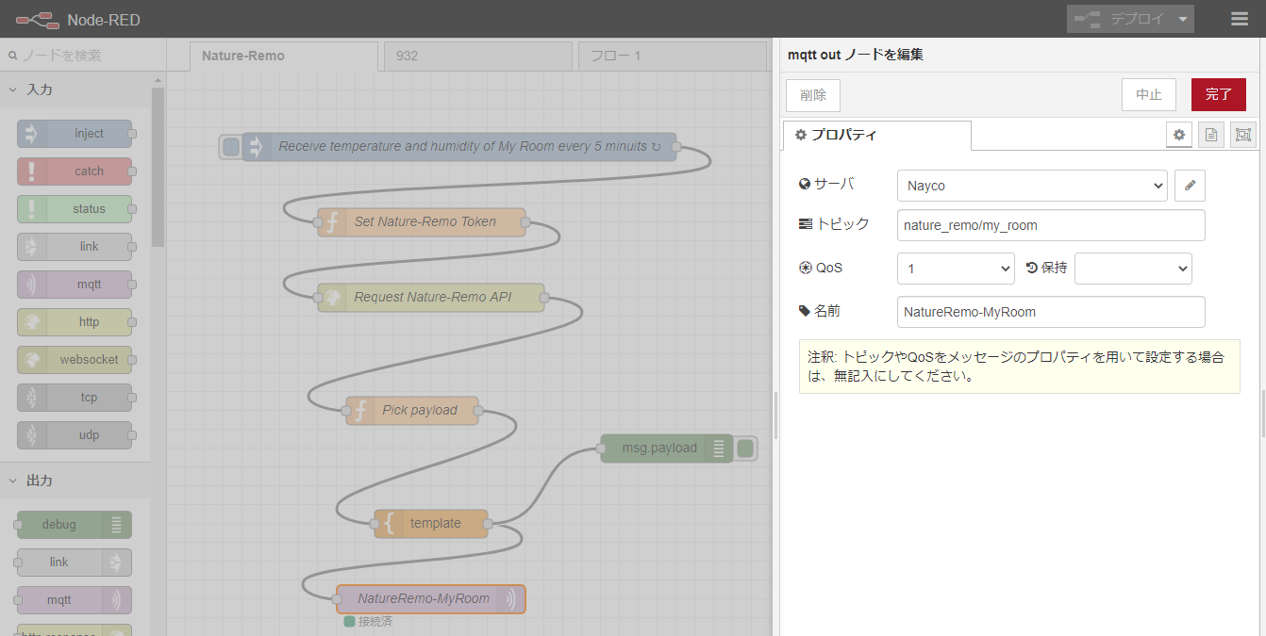 Node-RED
デプロイ
ノードを検索
Nature-Remo
932
フロー 1
入力
inject
catch
status
link
mqtt
http
websocket
tcp
udp
出力
debug
link
mqtt
http response
Receive temperature and humidity of My Room every 5 minuits ↻
Set Nature-Remo Token
Request Nature-Remo API
Pick payload
msg.payload
template
NatureRemo-MyRoom
接続済
mqtt out ノードを編集
削除
中止
完了
プロパティ
サーバ
Nayco
トピック
nature_remo/my_room
QoS
1
保持
名前
NatureRemo-MyRoom
注釈: トピックやQoSをメッセージのプロパティを用いて設定する場合
は、無記入にしてください。